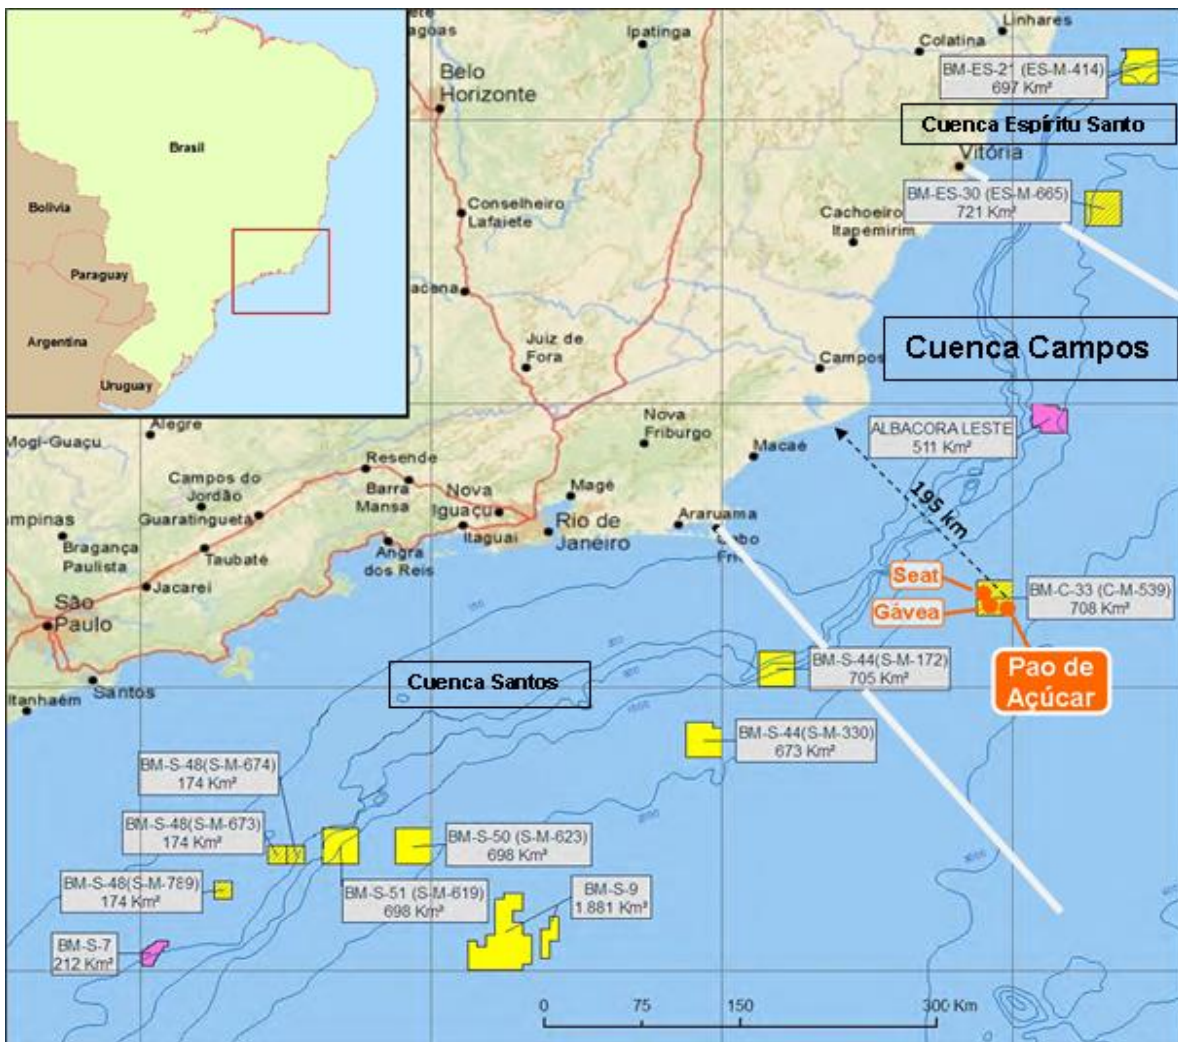 Brasil
Bolivia
Paraguay
Argentina
Uruguay
Ipatinga
Linhares
Colatina
Belo
Horizonte
BM-ES-21 (ES-M-414)
697 Km²
Cuenca Espíritu Santo
Vitória
BM-ES-30 (ES-M-665)
721 Km²
Conselheiro
Lafaiete
Cachoeiro
Itapemirim
acena
Juiz de
Fora
Campos
Cuenca Campos
Alegre
Mogi-Guaçu
Nova
Friburgo
Macaé
ALBACORA LESTE
511 Km²
195 km
Resende
Campos do
Jordão
Barra
Mansa
Nova
Iguaçu
Magé
Guaratingueta
Itaguai
Rio de
Janeiro
Araruama
ampinas
Bragança
Paulista
Taubaté
Angra
dos Reis
Jacarei
Seat
Gávea
BM-C-33 (C-M-539)
708 Km²
São
Paulo
Pao de
Açúcar
Santos
Itanhaém
Cuenca Santos
BM-S-44(S-M-172)
705 Km²
BM-S-44(S-M-330)
673 Km²
BM-S-48(S-M-674)
174 Km²
BM-S-48(S-M-673)
174 Km²
BM-S-50 (S-M-623)
698 Km²
BM-S-48(S-M-789)
174 Km²
BM-S-51 (S-M-619)
698 Km²
BM-S-9
1.881 Km²
BM-S-7
212 Km²
0 75 150 300 Km